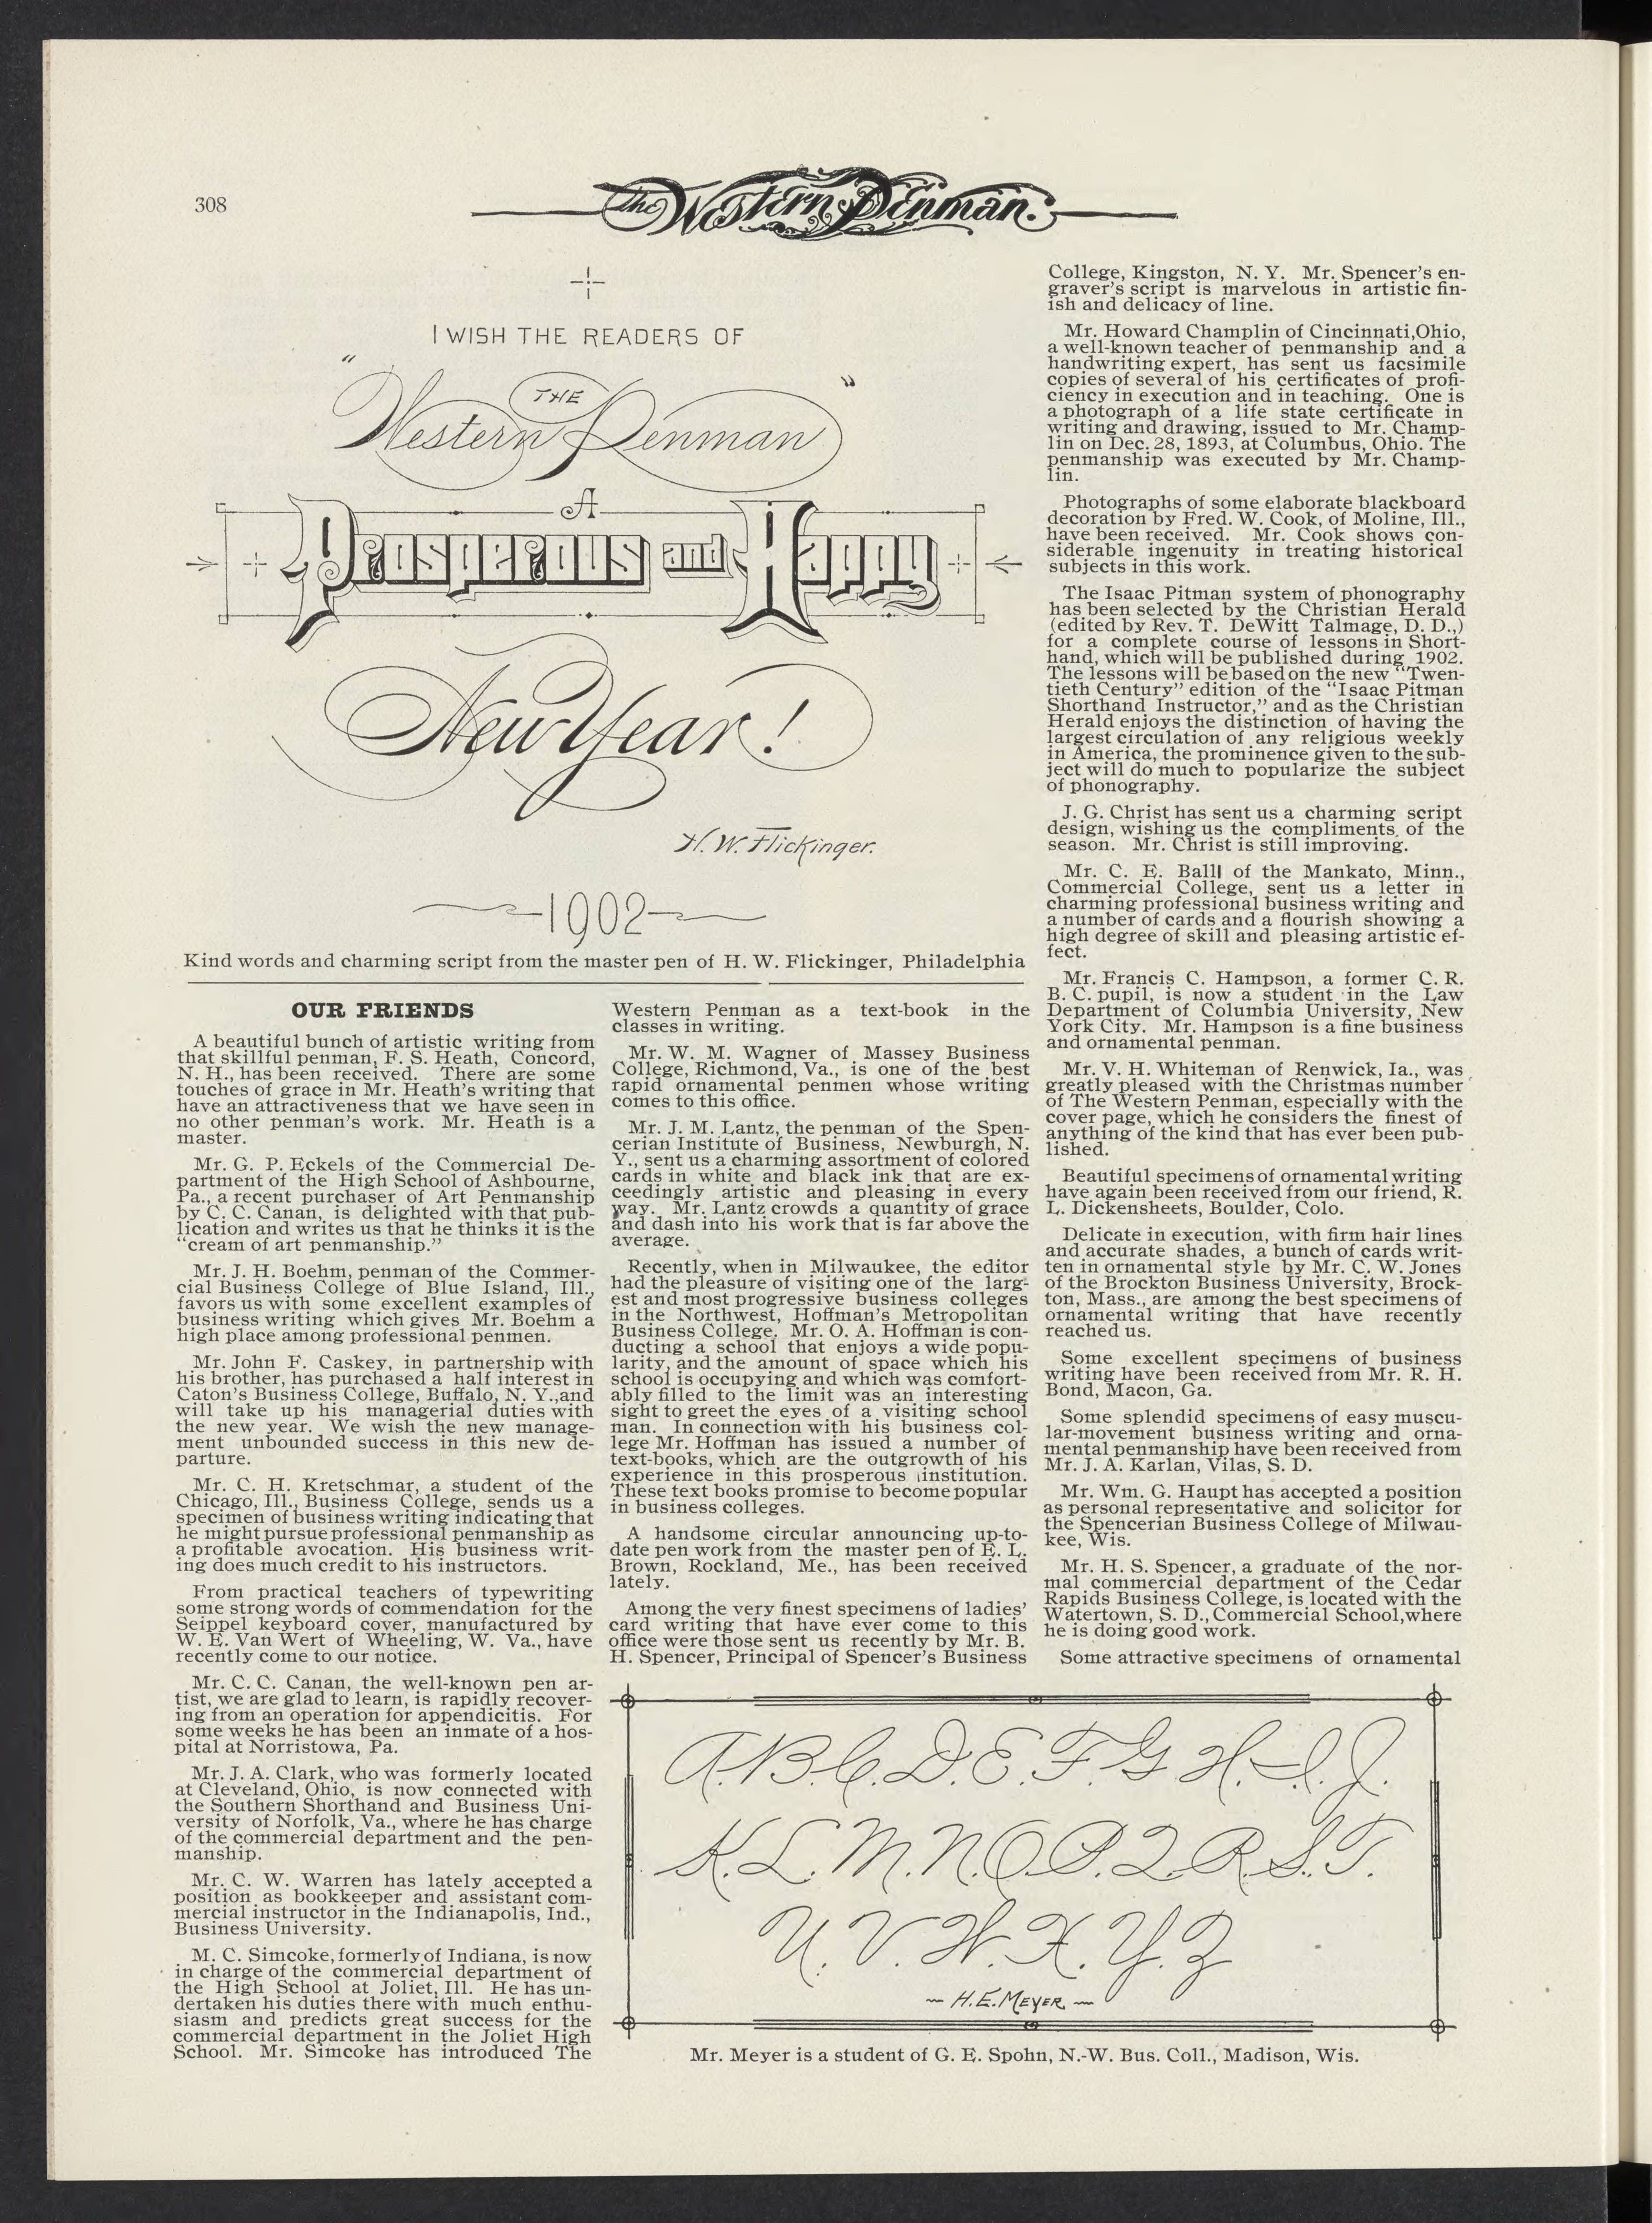 308
The Western Penman.
I WISH THE READERS OF
"
THE
"
Western Penman
A
Prosperous and Happy
New Year!
H. W. Flickinger.
1902
Kind words and charming script from the master pen of H. W. Flickinger, Philadelphia
OUR FRIENDS
A beautiful bunch of artistic writing from
that skillful penman, F. S. Heath, Concord,
N. H., has been received. There are some
touches of grace in Mr. Heath's writing that
have an attractiveness that we have seen in
no other penman's work. Mr. Heath is a
master.
Mr. G. P. Eckels of the Commercial De-
partment of the High School of Ashbourne,
Pa., a recent purchaser of Art Penmanship
by C. C. Canan, is delighted with that pub-
lication and writes us that he thinks it is the
"cream of art penmanship."
Mr. J. H. Boehm, penman of the Commer-
cial Business College of Blue Island, Ill.,
favors us with some excellent examples of
business writing which gives Mr. Boehm a
high place among professional penmen.
Mr. John F. Caskey, in partnership with
his brother, has purchased a half interest in
Caton's Business College, Buffalo, N. Y.,and
will take up his managerial duties with
the new year. We wish the new manage-
ment unbounded success in this new de-
parture.
Mr. C. H. Kretschmar, a student of the
Chicago, Ill., Business College, sends us a
specimen of business writing indicating that
he might pursue professional penmanship as
a profitable avocation. His business writ-
ing does much credit to his instructors.
From practical teachers of typewriting
some strong words of commendation for the
Seippel keyboard cover, manufactured by
W. E. Van Wert of Wheeling, W. Va., have
recently come to our notice.
Mr. C. C. Canan, the well-known pen ar-
tist, we are glad to learn, is rapidly recover-
ing from an operation for appendicitis. For
some weeks he has been an inmate of a hos-
pital at Norristowa, Pa.
Mr. J. A. Clark, who was formerly located
at Cleveland, Ohio, is now connected with
the Southern Shorthand and Business Uni-
versity of Norfolk, Va., where he has charge
of the commercial department and the pen-
manship.
Mr. C. W. Warren has lately accepted a
position as bookkeeper and assistant com-
mercial instructor in the Indianapolis, Ind.,
Business University.
M. C. Simcoke, formerly of Indiana, is now
in charge of the commercial department of
the High School at Joliet, Ill. He has un-
dertaken his duties there with much enthu-
siasm and predicts great success for the
commercial department in the Joliet High
School. Mr. Simcoke has introduced The
Western Penman as a text-book in the
classes in writing.
Mr. W. M. Wagner of Massey Business
College, Richmond, Va., is one of the best
rapid ornamental penmen whose writing
comes to this office.
Mr. J. M. Lantz, the penman of the Spen-
cerian Institute of Business, Newburgh, N.
Y., sent us a charming assortment of colored
cards in white and black ink that are ex-
ceedingly artistic and pleasing in every
way. Mr. Lantz crowds a quantity of grace
and dash into his work that is far above the
average.
Recently, when in Milwaukee, the editor
had the pleasure of visiting one of the larg-
est and most progressive business colleges
in the Northwest, Hoffman's Metropolitan
Business College. Mr. O. A. Hoffman is con-
ducting a school that enjoys a wide popu-
larity, and the amount of space which his
school is occupying and which was comfort-
ably filled to the limit was an interesting
sight to greet the eyes of a visiting school
man. In connection with his business col-
lege Mr. Hoffman has issued a number of
text-books, which are the outgrowth of his
experience in this prosperous institution.
These text books promise to become popular
in business colleges.
A handsome circular announcing up-to-
date pen work from the master pen of E. L.
Brown, Rockland, Me., has been received
lately.
Among the very finest specimens of ladies'
card writing that have ever come to this
office were those sent us recently by Mr. B.
H. Spencer, Principal of Spencer's Business
College, Kingston, N. Y. Mr. Spencer's en-
graver's script is marvelous in artistic fin-
ish and delicacy of line.
Mr. Howard Champlin of Cincinnati,Ohio,
a well-known teacher of penmanship and a
handwriting expert, has sent us facsimile
copies of several of his certificates of profi-
ciency in execution and in teaching. One is
a photograph of a life state certificate in
writing and drawing, issued to Mr. Champ-
lin on Dec. 28, 1893, at Columbus, Ohio. The
penmanship was executed by Mr. Champ-
lin.
Photographs of some elaborate blackboard
decoration by Fred. W. Cook, of Moline, Ill.,
have been received. Mr. Cook shows con-
siderable ingenuity in treating historical
subjects in this work.
The Isaac Pitman system of phonography
has been selected by the Christian Herald
(edited by Rev. T. DeWitt Talmage, D. D.,)
for a complete course of lessons in Short-
hand, which will be published during 1902.
The lessons will be based on the new "Twen-
tieth Century" edition of the "Isaac Pitman
Shorthand Instructor," and as the Christian
Herald enjoys the distinction of having the
largest circulation of any religious weekly
in America, the prominence given to the sub-
ject will do much to popularize the subject
of phonography.
J. G. Christ has sent us a charming script
design, wishing us the compliments of the
season. Mr. Christ is still improving.
Mr. C. E. Ball of the Mankato, Minn.,
Commercial College, sent us a letter in
charming professional business writing and
a number of cards and a flourish showing a
high degree of skill and pleasing artistic ef-
fect.
Mr. Francis C. Hampson, a former C. R.
B. C. pupil, is now a student in the Law
Department of Columbia University, New
York City. Mr. Hampson is a fine business
and ornamental penman.
Mr. V. H. Whiteman of Renwick, Ia., was
greatly pleased with the Christmas number
of The Western Penman, especially with the
cover page, which he considers the finest of
anything of the kind that has ever been pub-
lished.
Beautiful specimens of ornamental writing
have again been received from our friend, R.
L. Dickensheets, Boulder, Colo.
Delicate in execution, with firm hair lines
and accurate shades, a bunch of cards writ-
ten in ornamental style by Mr. C. W. Jones
of the Brockton Business University, Brock-
ton, Mass., are among the best specimens of
ornamental writing that have recently
reached us.
Some excellent specimens of business
writing have been received from Mr. R. H.
Bond, Macon, Ga.
Some splendid specimens of easy muscu-
lar-movement business writing and orna-
mental penmanship have been received from
Mr. J. A. Karlan, Vilas, S. D.
Mr. Wm. G. Haupt has accepted a position
as personal representative and solicitor for
the Spencerian Business College of Milwau-
kee, Wis.
Mr. H. S. Spencer, a graduate of the nor-
mal commercial department of the Cedar
Rapids Business College, is located with the
Watertown, S. D., Commercial School,where
he is doing good work.
Some attractive specimens of ornamental
A. B. C. D. E. F. G. H. I. J.
K. L. M. N. O. P. Q. R. S. T.
U. V. W. X. Y. Z
~ H. E. MEYER. ~
Mr. Meyer is a student of G. E. Spohn, N.-W. Bus. Coll., Madison, Wis.